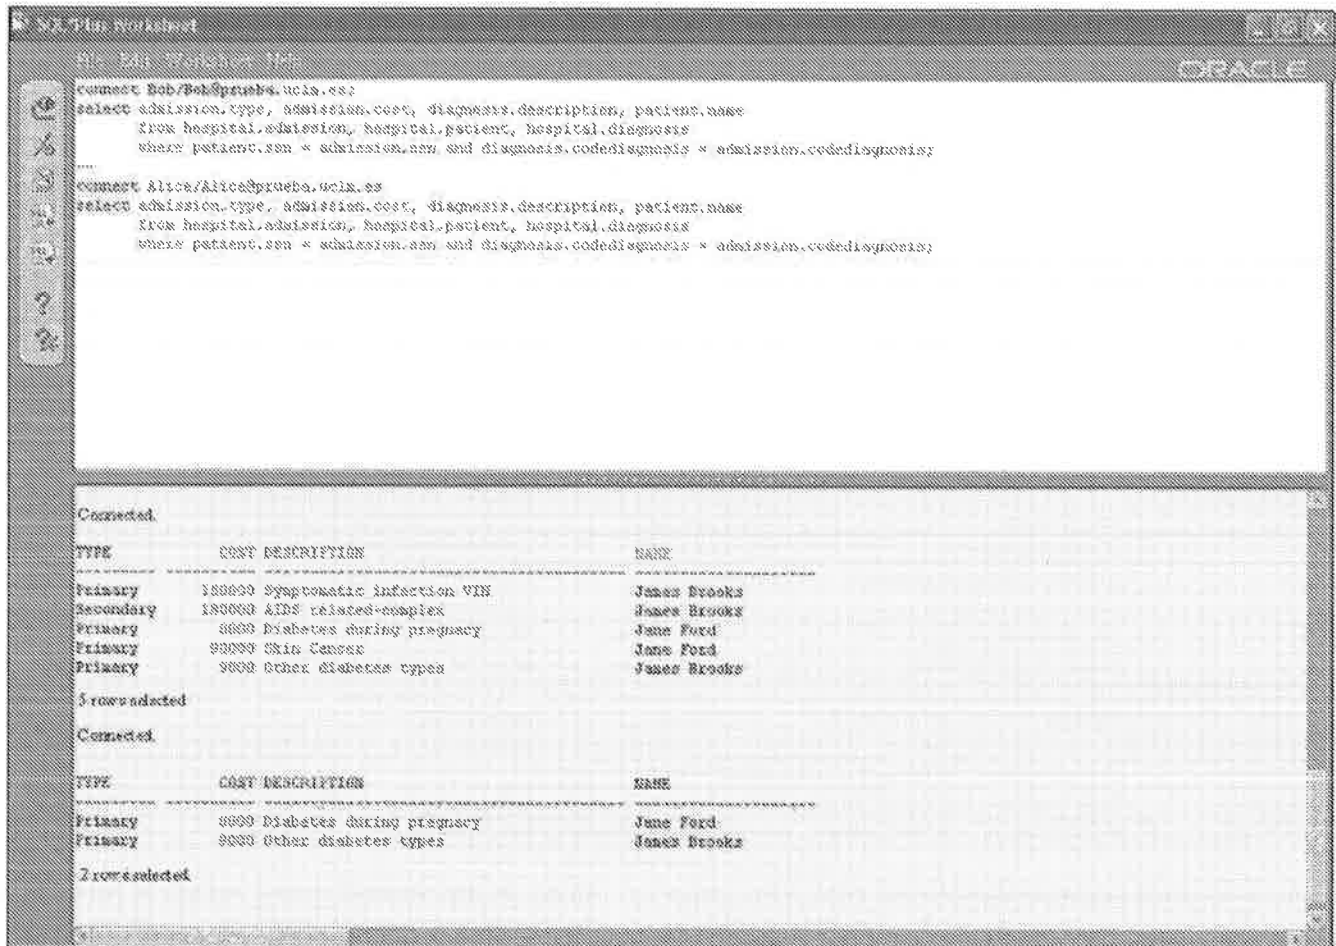 SQL*Plus Worksheet
File Edit Worksheet Help
ORACLE
connect Bob/Bob@prueba.uclm.es;
select admission.type, admission.cost, diagnosis.description, patient.name
from hospital.admission, hospital.patient, hospital.diagnosis
where patient.ssn = admission.ssn and diagnosis.codediagnosis = admission.codediagnosis;
....
connect Alice/Alice@prueba.uclm.es
select admission.type, admission.cost, diagnosis.description, patient.name
from hospital.admission, hospital.patient, hospital.diagnosis
where patient.ssn = admission.ssn and diagnosis.codediagnosis = admission.codediagnosis;
Connected.
TYPE COST DESCRIPTION NAME
Primary Symptomatic infection VIH James Brooks
Secondary 180000 AIDS related-complex James Brooks
Primary 8000 Diabetes during pregnacy Jane Ford
Primary 90000 Skin Cancer Jane Ford
Primary 9000 Other diabetes types James Brooks
5 rows selected
Connected.
TYPE COST DESCRIPTION NAME
Primary 8000 Diabetes during pregnacy Jane Ford
Primary 9000 Other diabetes types James Brooks
2 rows selected.